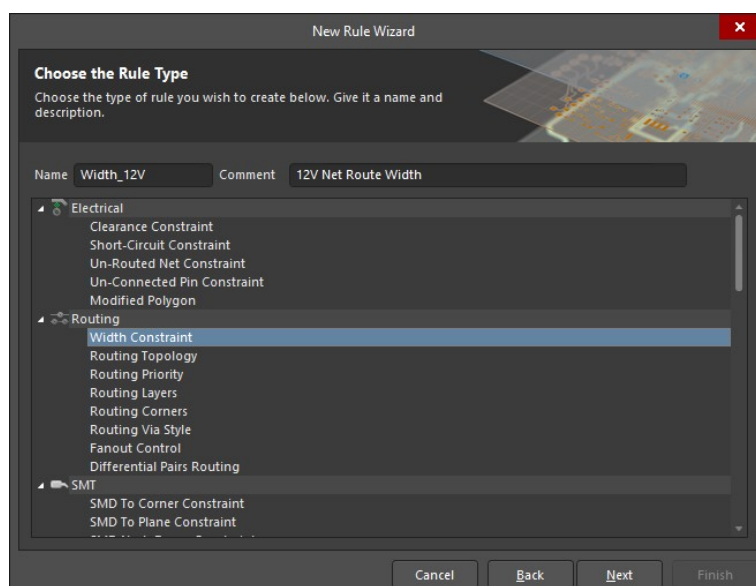 New Rule Wizard
Choose the Rule Type
Choose the type of rule you wish to create below. Give it a name and
description.
Name Width_12V Comment 12V Net Route Width
Electrical
Clearance Constraint
Short-Circuit Constraint
Un-Routed Net Constraint
Un-Connected Pin Constraint
Modified Polygon
Routing
Width Constraint
Routing Topology
Routing Priority
Routing Layers
Routing Corners
Routing Via Style
Fanout Control
Differential Pairs Routing
SMT
SMD To Corner Constraint
SMD To Plane Constraint
Cancel Back Next Finish